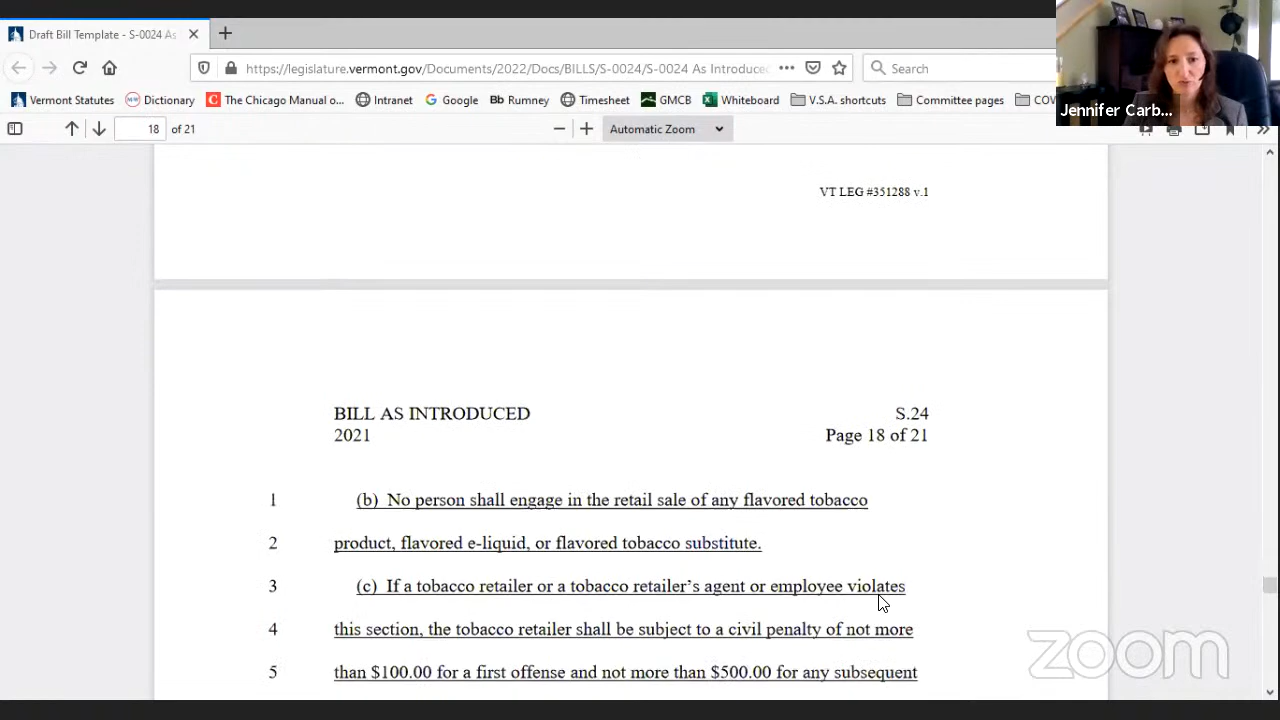 Draft Bill Template - S-0024 As
https://legislature.vermont.gov/Documents/2022/Docs/BILLS/S-0024/S-0024 As Introduced
Search
Vermont Statutes
Dictionary
The Chicago Manual o...
Intranet
Google
Bb Rumney
Timesheet
GMCB
Whiteboard
V.S.A. shortcuts
Committee pages
COV
Jennifer Carb...
18 of 21
Automatic Zoom
VT LEG #351288 v.1
BILL AS INTRODUCED S.24
2021 Page 18 of 21
1 (b) No person shall engage in the retail sale of any flavored tobacco
2 product, flavored e-liquid, or flavored tobacco substitute.
3 (c) If a tobacco retailer or a tobacco retailer's agent or employee violates
4 this section, the tobacco retailer shall be subject to a civil penalty of not more
5 than $100.00 for a first offense and not more than $500.00 for any subsequent
zoom